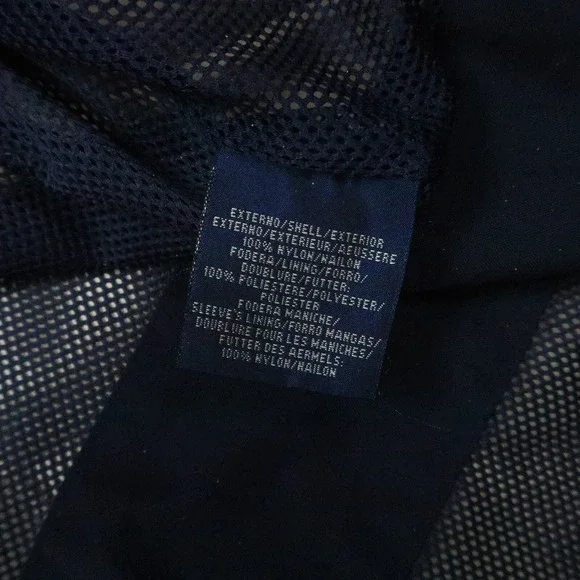 EXTERNO/SHELL/EXTERIOR
EXTERNO/EXTERIEUR/AEUSSERE
100% NYLON/NAILON
FODERA/LINING/FORRO/
DOUBLURE/FUTTER:
100% POLIESTERE/POLYESTER/
POLIESTER
FODERA MANICHE/
SLEEVE'S LINING/FORRO MANGAS/
DOUBLURE POUR LES MANICHES/
FUTTER DES AERMELS:
100% NYLON/NAILON